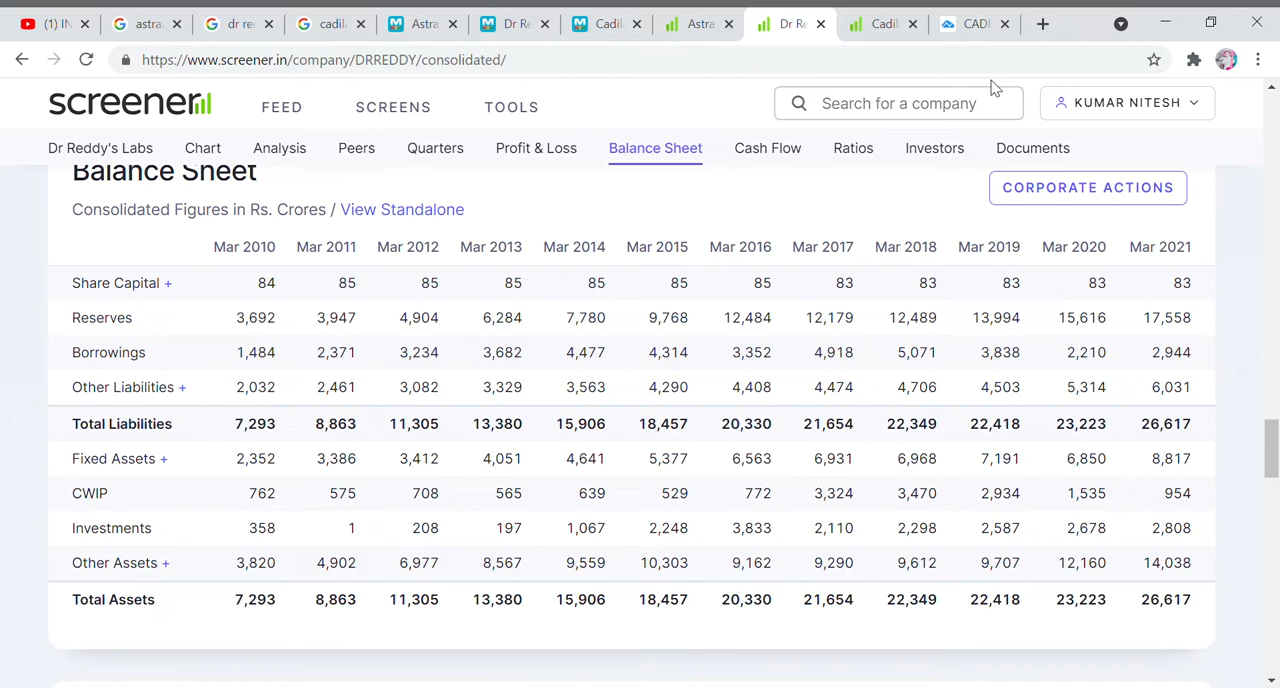 (1) IN
astra.
dr re
cadil
Astra
Dr Re
Cadil
Astra
Dr Re
Cadil
CADI
https://www.screener.in/company/DRREDDY/consolidated/
screener
FEED SCREENS TOOLS
Search for a company
KUMAR NITESH
Dr Reddy's Labs Chart Analysis Peers Quarters Profit & Loss Balance Sheet Cash Flow Ratios Investors Documents
Balance Sheet
CORPORATE ACTIONS
Consolidated Figures in Rs. Crores / View Standalone
Mar 2010 Mar 2011 Mar 2012 Mar 2013 Mar 2014 Mar 2015 Mar 2016 Mar 2017 Mar 2018 Mar 2019 Mar 2020 Mar 2021
Share Capital + 84 85 85 85 85 85 85 83 83 83 83 83
Reserves 3,692 3,947 4,904 6,284 7,780 9,768 12,484 12,179 12,489 13,994 15,616 17,558
Borrowings 1,484 2,371 3,234 3,682 4,477 4,314 3,352 4,918 5,071 3,838 2,210 2,944
Other Liabilities + 2,032 2,461 3,082 3,329 3,563 4,290 4,408 4,474 4,706 4,503 5,314 6,031
Total Liabilities 7,293 8,863 11,305 13,380 15,906 18,457 20,330 21,654 22,349 22,418 23,223 26,617
Fixed Assets + 2,352 3,386 3,412 4,051 4,641 5,377 6,563 6,931 6,968 7,191 6,850 8,817
CWIP 762 575 708 565 639 529 772 3,324 3,470 2,934 1,535 954
Investments 358 1 208 197 1,067 2,248 3,833 2,110 2,298 2,587 2,678 2,808
Other Assets + 3,820 4,902 6,977 8,567 9,559 10,303 9,162 9,290 9,612 9,707 12,160 14,038
Total Assets 7,293 8,863 11,305 13,380 15,906 18,457 20,330 21,654 22,349 22,418 23,223 26,617